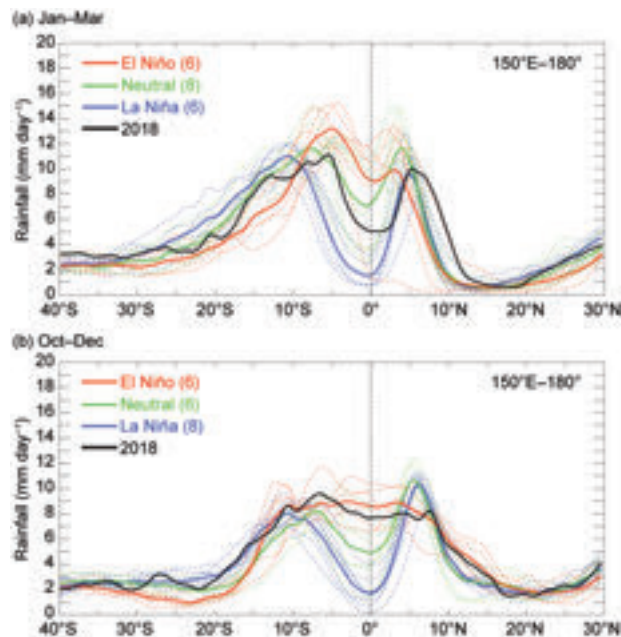 (a) Jan–Mar
20
18
16
14
12
10
8
6
4
2
0
Rainfall (mm day⁻¹)
El Niño (6)
Neutral (8)
La Niña (6)
2018
150°E–180°
40°S 30°S 20°S 10°S 0° 10°N 20°N 30°N
(b) Oct–Dec
20
18
16
14
12
10
8
6
4
2
0
Rainfall (mm day⁻¹)
El Niño (6)
Neutral (6)
La Niña (8)
2018
150°E–180°
40°S 30°S 20°S 10°S 0° 10°N 20°N 30°N